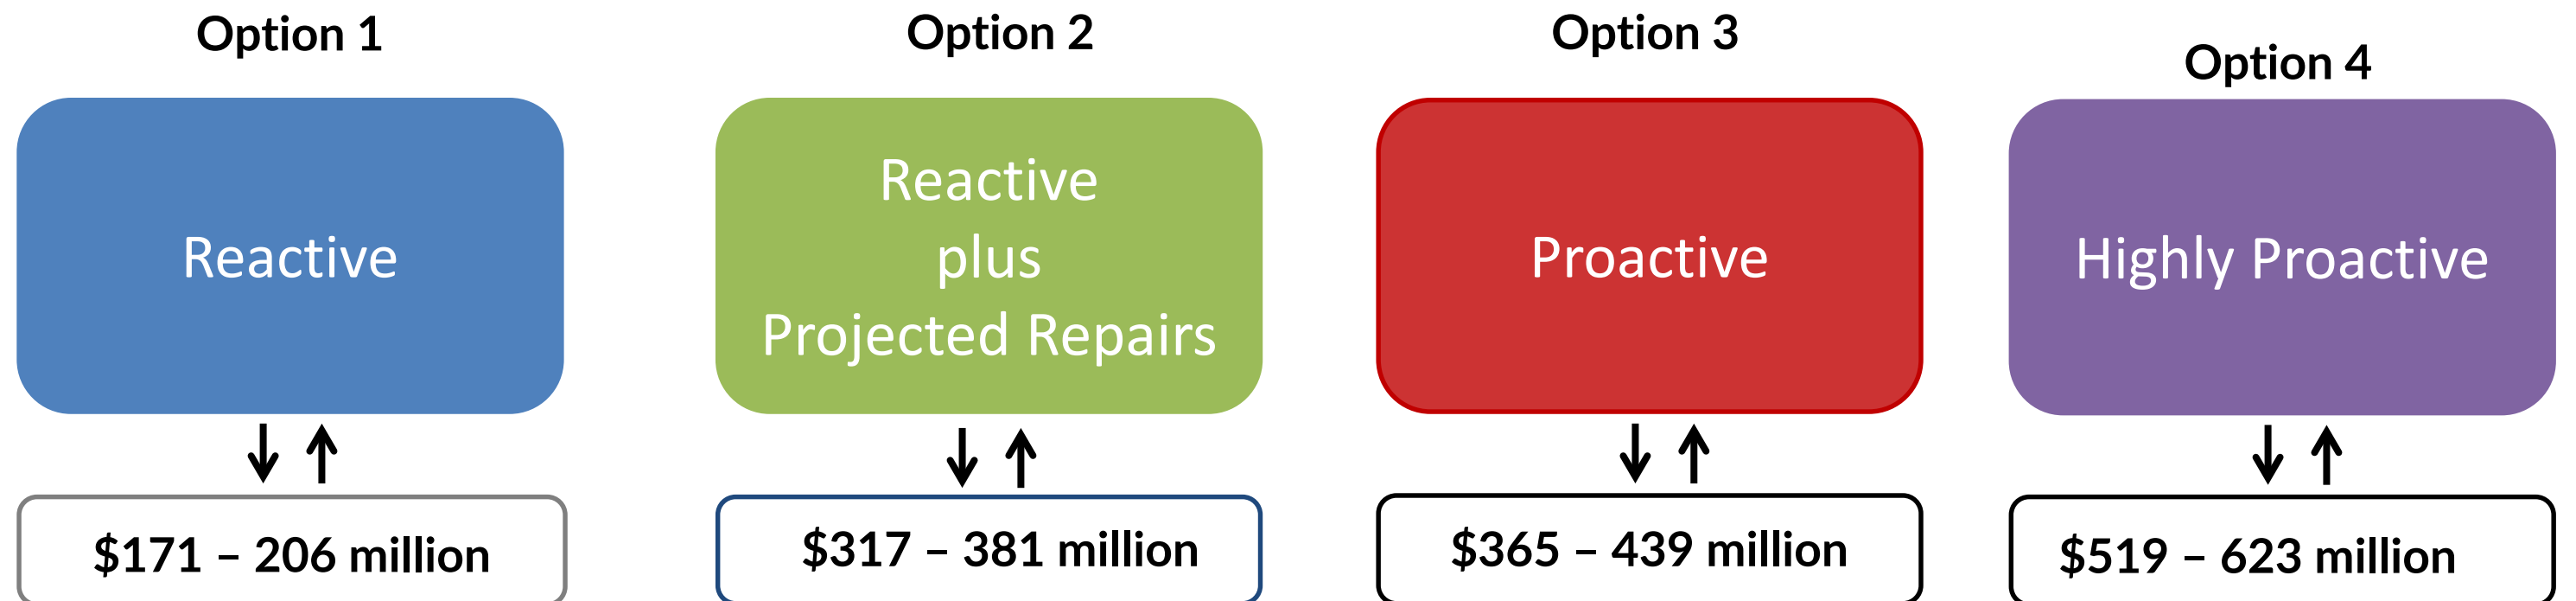 Option 1
Option 2
Option 3
Option 4
Reactive
Reactive
plus
Projected Repairs
Proactive
Highly Proactive
$171 – 206 million
$317 – 381 million
$365 – 439 million
$519 – 623 million